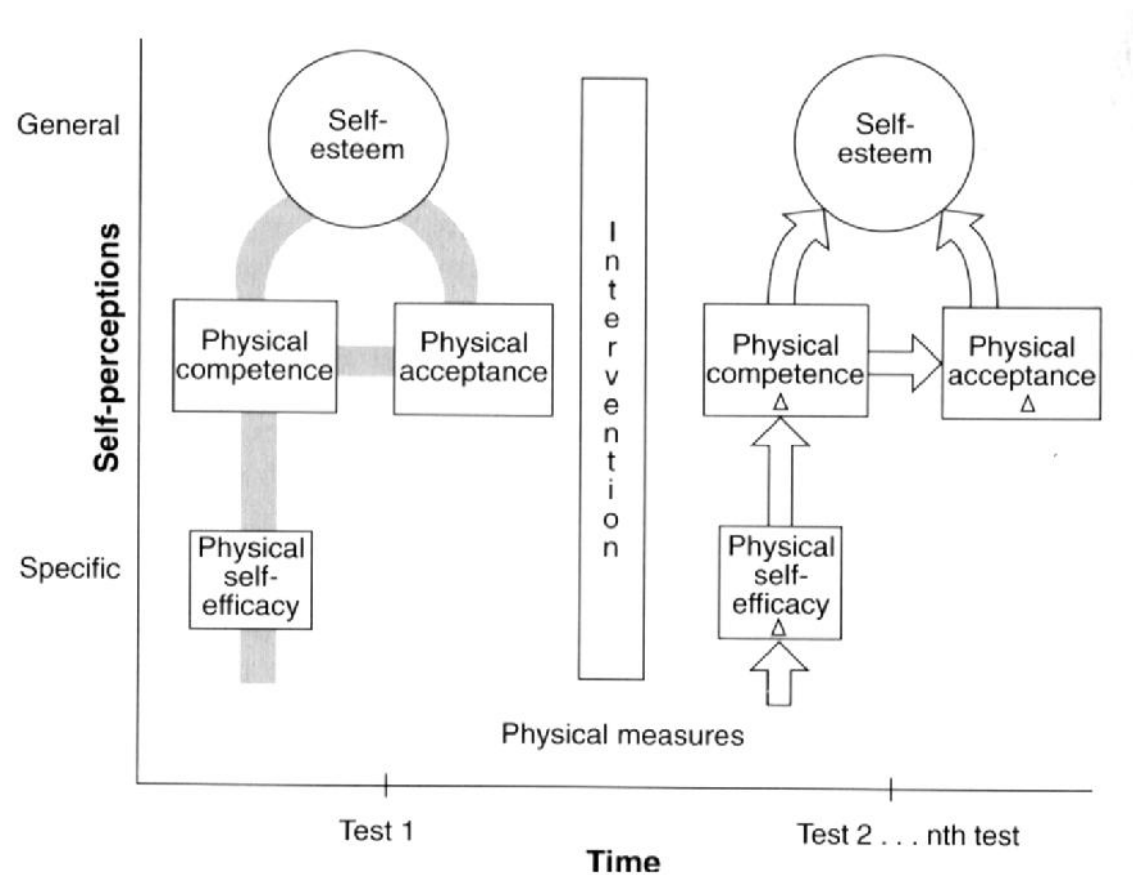 General
Self-
esteem
Self-
esteem
Self-perceptions
Physical
competence
Physical
acceptance
Intervention
Physical
competence
Δ
Physical
acceptance
Δ
Specific
Physical
self-
efficacy
Physical
self-
efficacy
Δ
Physical measures
Test 1
Test 2 . . . nth test
Time